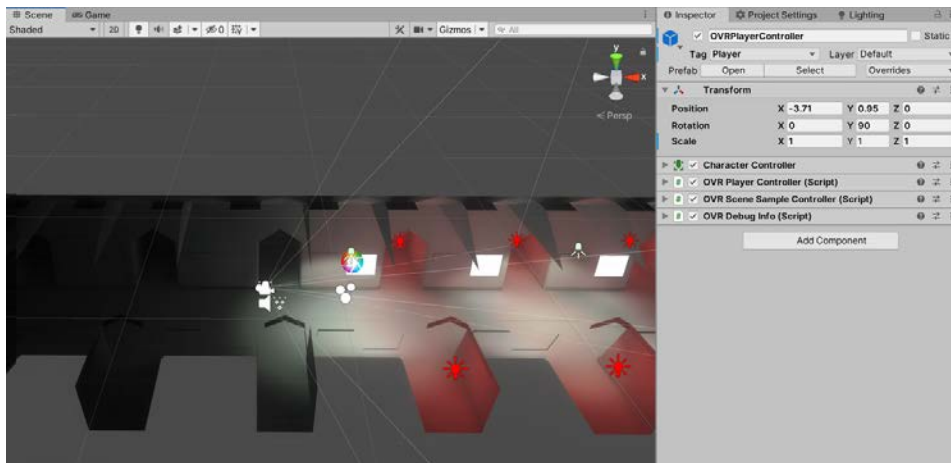 Scene Game
Shaded 2D 0 Gizmos All
y
x
Persp
Inspector Project Settings Lighting
OVRPlayerController Static
Tag Player Layer Default
Prefab Open Select Overrides
Transform
Position X -3.71 Y 0.95 Z 0
Rotation X 0 Y 90 Z 0
Scale X 1 Y 1 Z 1
Character Controller
# OVR Player Controller (Script)
# OVR Scene Sample Controller (Script)
# OVR Debug Info (Script)
Add Component